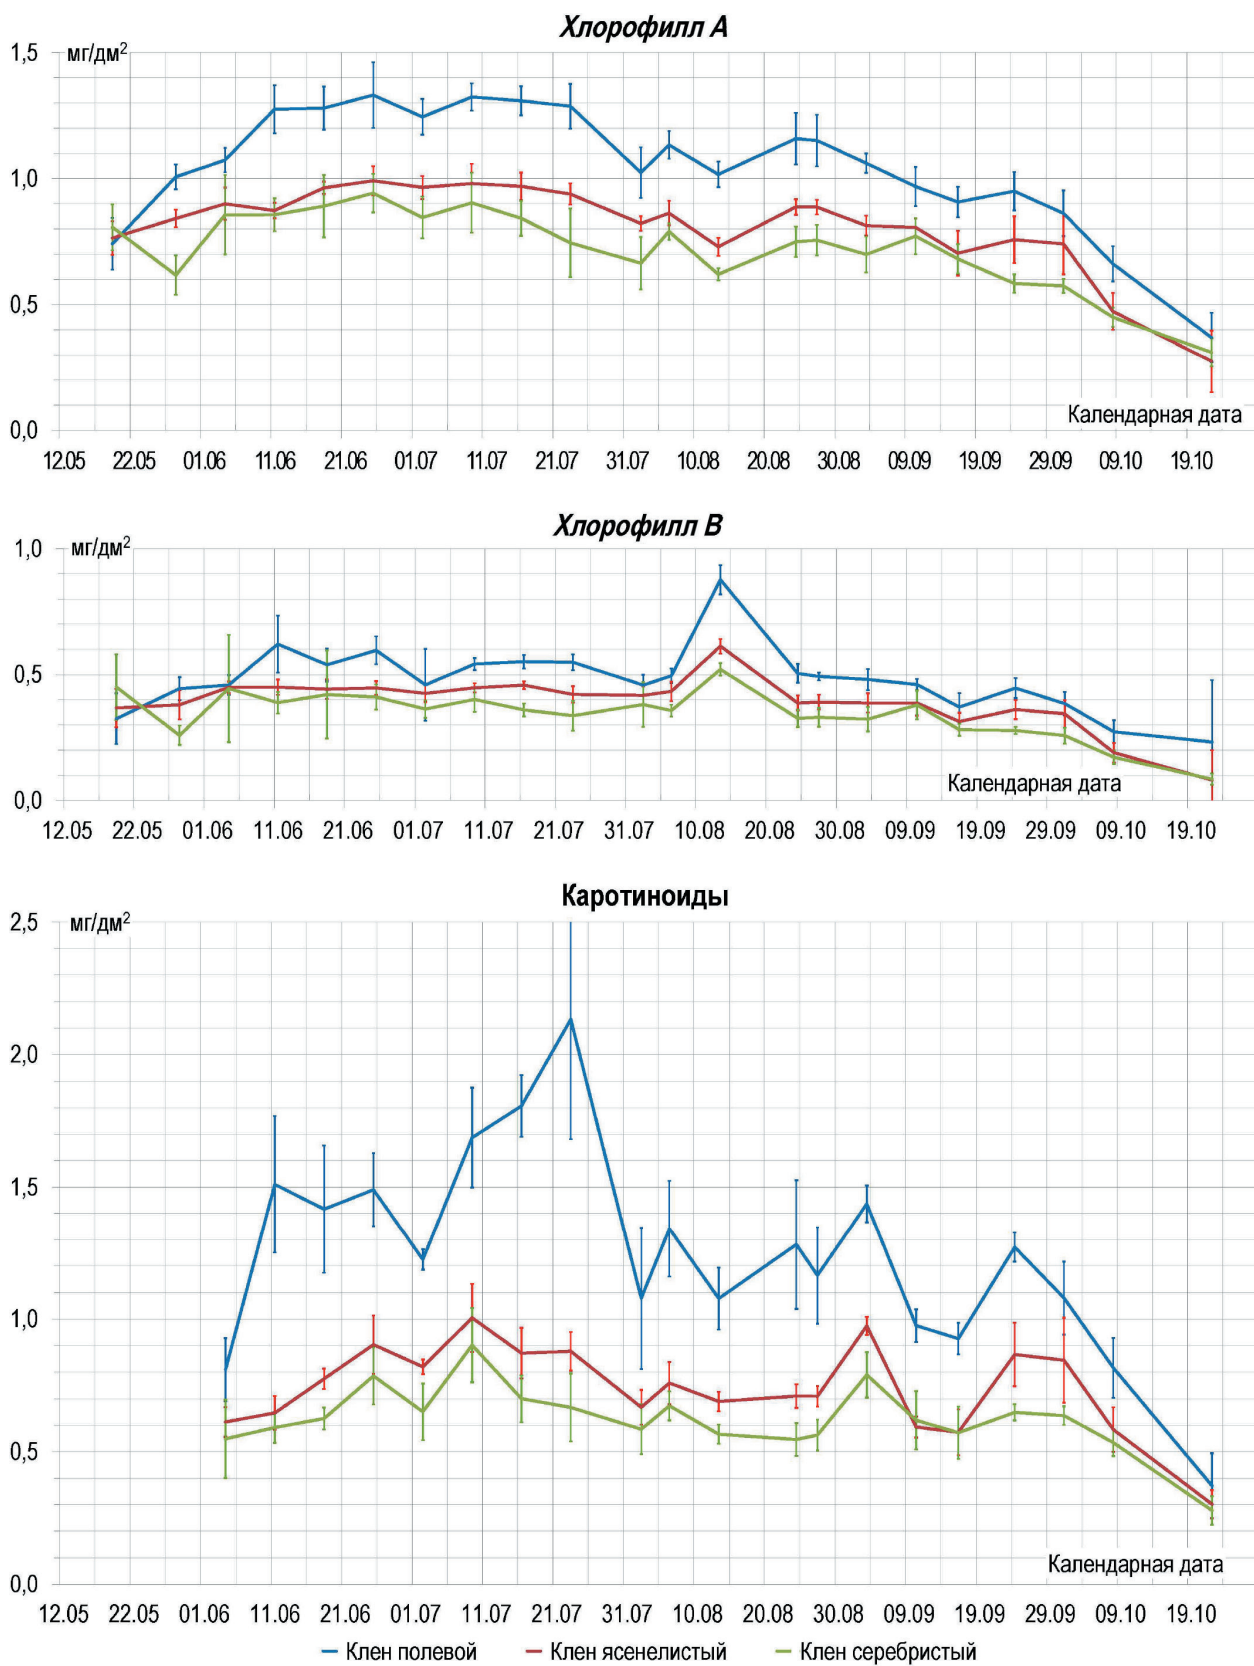 Хлорофилл А
мг/дм²
1,5
1,0
0,5
0,0
Календарная дата
12.05 22.05 01.06 11.06 21.06 01.07 11.07 21.07 31.07 10.08 20.08 30.08 09.09 19.09 29.09 09.10 19.10
Хлорофилл В
мг/дм²
1,0
0,5
0,0
Календарная дата
12.05 22.05 01.06 11.06 21.06 01.07 11.07 21.07 31.07 10.08 20.08 30.08 09.09 19.09 29.09 09.10 19.10
Каротиноиды
мг/дм²
2,5
2,0
1,5
1,0
0,5
0,0
Календарная дата
12.05 22.05 01.06 11.06 21.06 01.07 11.07 21.07 31.07 10.08 20.08 30.08 09.09 19.09 29.09 09.10 19.10
Клен полевой Клен ясенелистый Клен серебристый